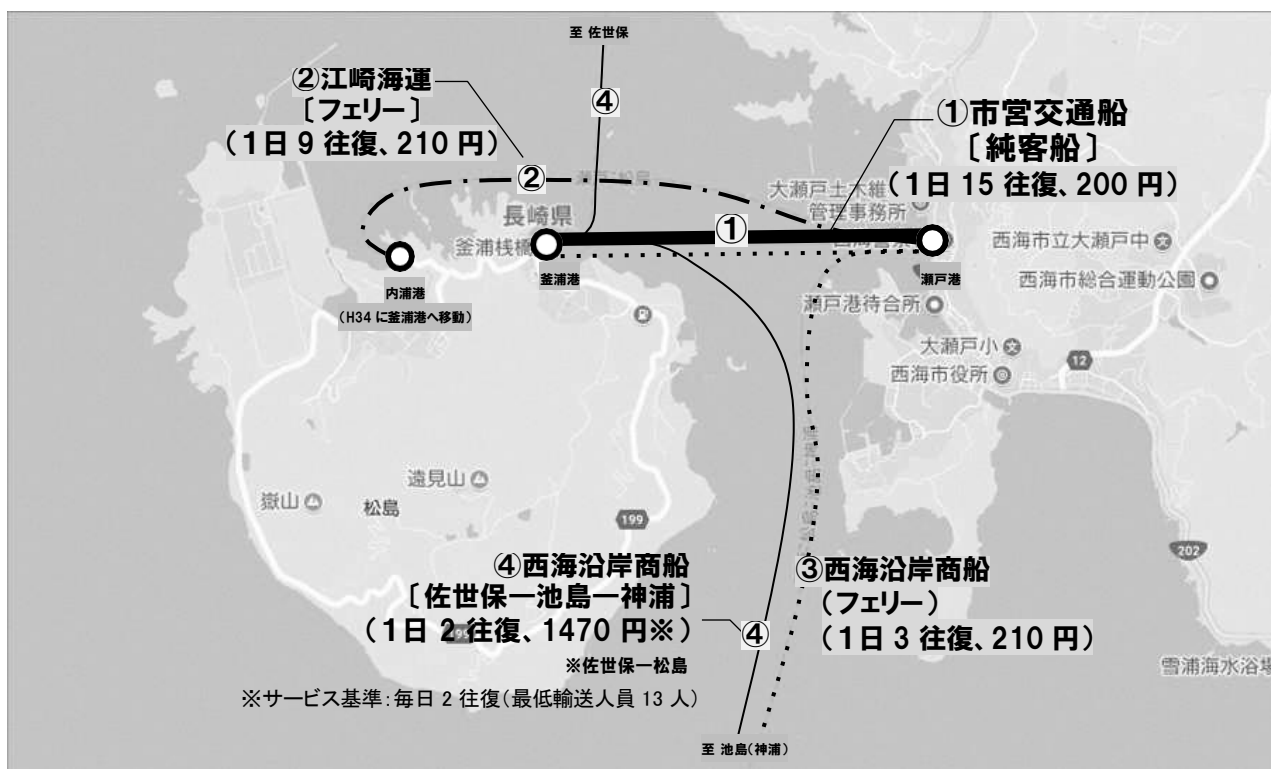 至 佐世保
②江崎海運
〔フェリー〕
（1日 9 往復、210 円）
④
①市営交通船
〔純客船〕
（1日 15 往復、200 円）
②
大瀬戸土木維
管理事務所
長崎県
①
釜浦桟橋
西海市立大瀬戸中
内浦港
（H34 に釜浦港へ移動）
釜浦港
瀬戸港
西海市総合運動公園
瀬戸港待合所
大瀬戸小
12
西海市役所
遠見山
嶽山
松島
199
202
④西海沿岸商船
〔佐世保－池島－神浦〕
（1日 2 往復、1470 円※）
④
※佐世保－松島
※サービス基準：毎日 2 往復（最低輸送人員 13 人）
③西海沿岸商船
（フェリー）
（1日 3 往復、210 円）
雪浦海水浴場
至 池島（神浦）